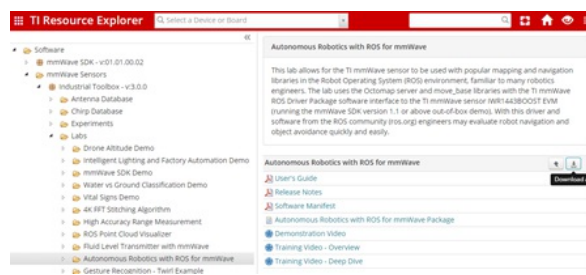 TI Resource Explorer
Select a Device or Board
Software
mmWave SDK - v:01.01.00.02
mmWave Sensors
Industrial Toolbox - v:3.0.0
Antenna Database
Chirp Database
Experiments
Labs
Drone Altitude Demo
Intelligent Lighting and Factory Automation Demo
mmWave SDK Demo
Water vs Ground Classification Demo
Vital Signs Demo
4K FFT Stitching Algorithm
High Accuracy Range Measurement
ROS Point Cloud Visualizer
Fluid Level Transmitter with mmWave
Autonomous Robotics with ROS for mmWave
Gesture Recognition - Twirl Example
Autonomous Robotics with ROS for mmWave
This lab allows for the TI mmWave sensor to be used with popular mapping and navigation
libraries in the Robot Operating System (ROS) environment, familiar to many robotics
engineers. The lab uses the Octomap server and move_base libraries with the TI mmWave
ROS Driver Package software interface to the TI mmWave sensor IWR1443BOOST EVM
(running the mmWave SDK version 1.1 or above out-of-box demo). With this driver and
software from the ROS community (ros.org) engineers may evaluate robot navigation and
object avoidance quickly and easily.
Autonomous Robotics with ROS for mmWave
Download
User's Guide
Release Notes
Software Manifest
Autonomous Robotics with ROS for mmWave Package
Demonstration Video
Training Video - Overview
Training Video - Deep Dive